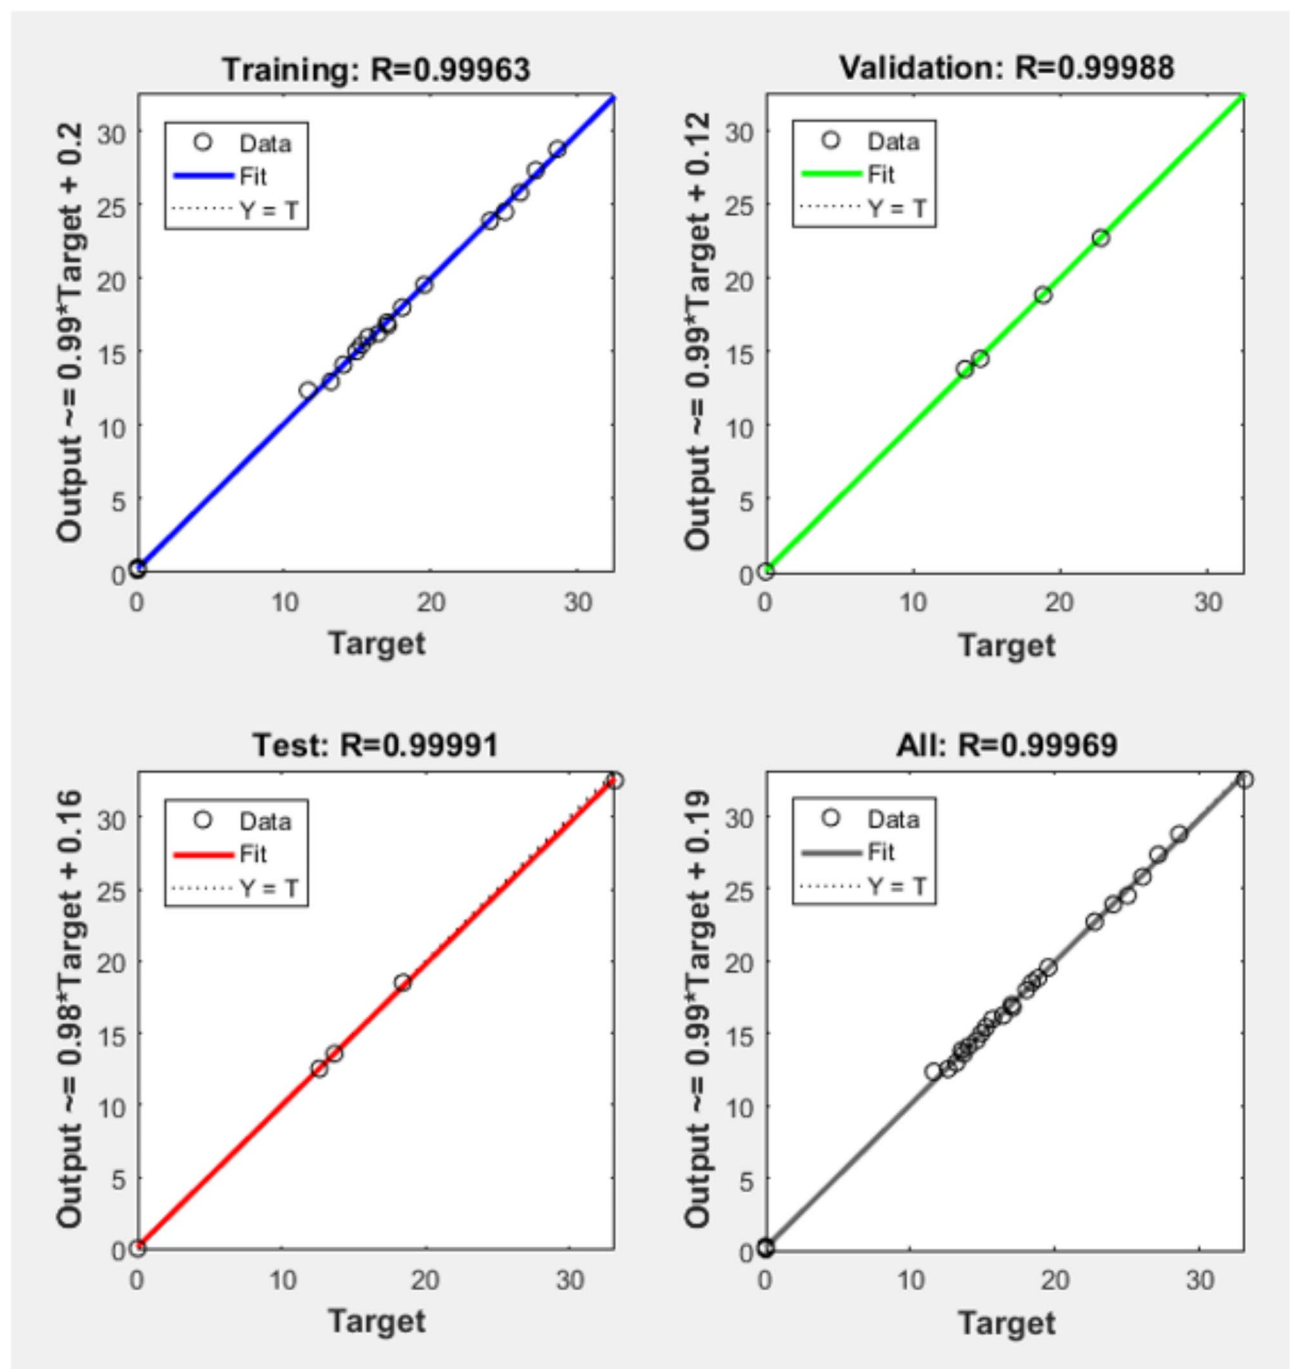 Training: R=0.99963
Output ~= 0.99*Target + 0.2
30
25
20
15
10
5
0
Data
Fit
Y = T
0 10 20 30
Target
Validation: R=0.99988
Output ~= 0.99*Target + 0.12
30
25
20
15
10
5
0
Data
Fit
Y = T
0 10 20 30
Target
Test: R=0.99991
Output ~= 0.98*Target + 0.16
30
25
20
15
10
5
0
Data
Fit
Y = T
0 10 20 30
Target
All: R=0.99969
Output ~= 0.99*Target + 0.19
30
25
20
15
10
5
0
Data
Fit
Y = T
0 10 20 30
Target